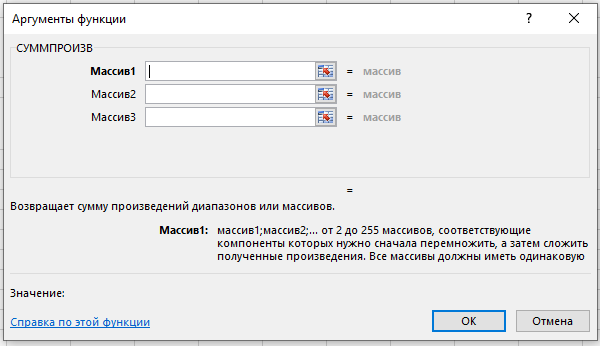 Аргументы функции
?
СУММПРОИЗВ
Массив1 = массив
Массив2 = массив
Массив3 = массив
=
Возвращает сумму произведений диапазонов или массивов.
Массив1: массив1;массив2;... от 2 до 255 массивов, соответствующие
компоненты которых нужно сначала перемножить, а затем сложить
полученные произведения. Все массивы должны иметь одинаковую
Значение:
Справка по этой функции
ОК
Отмена